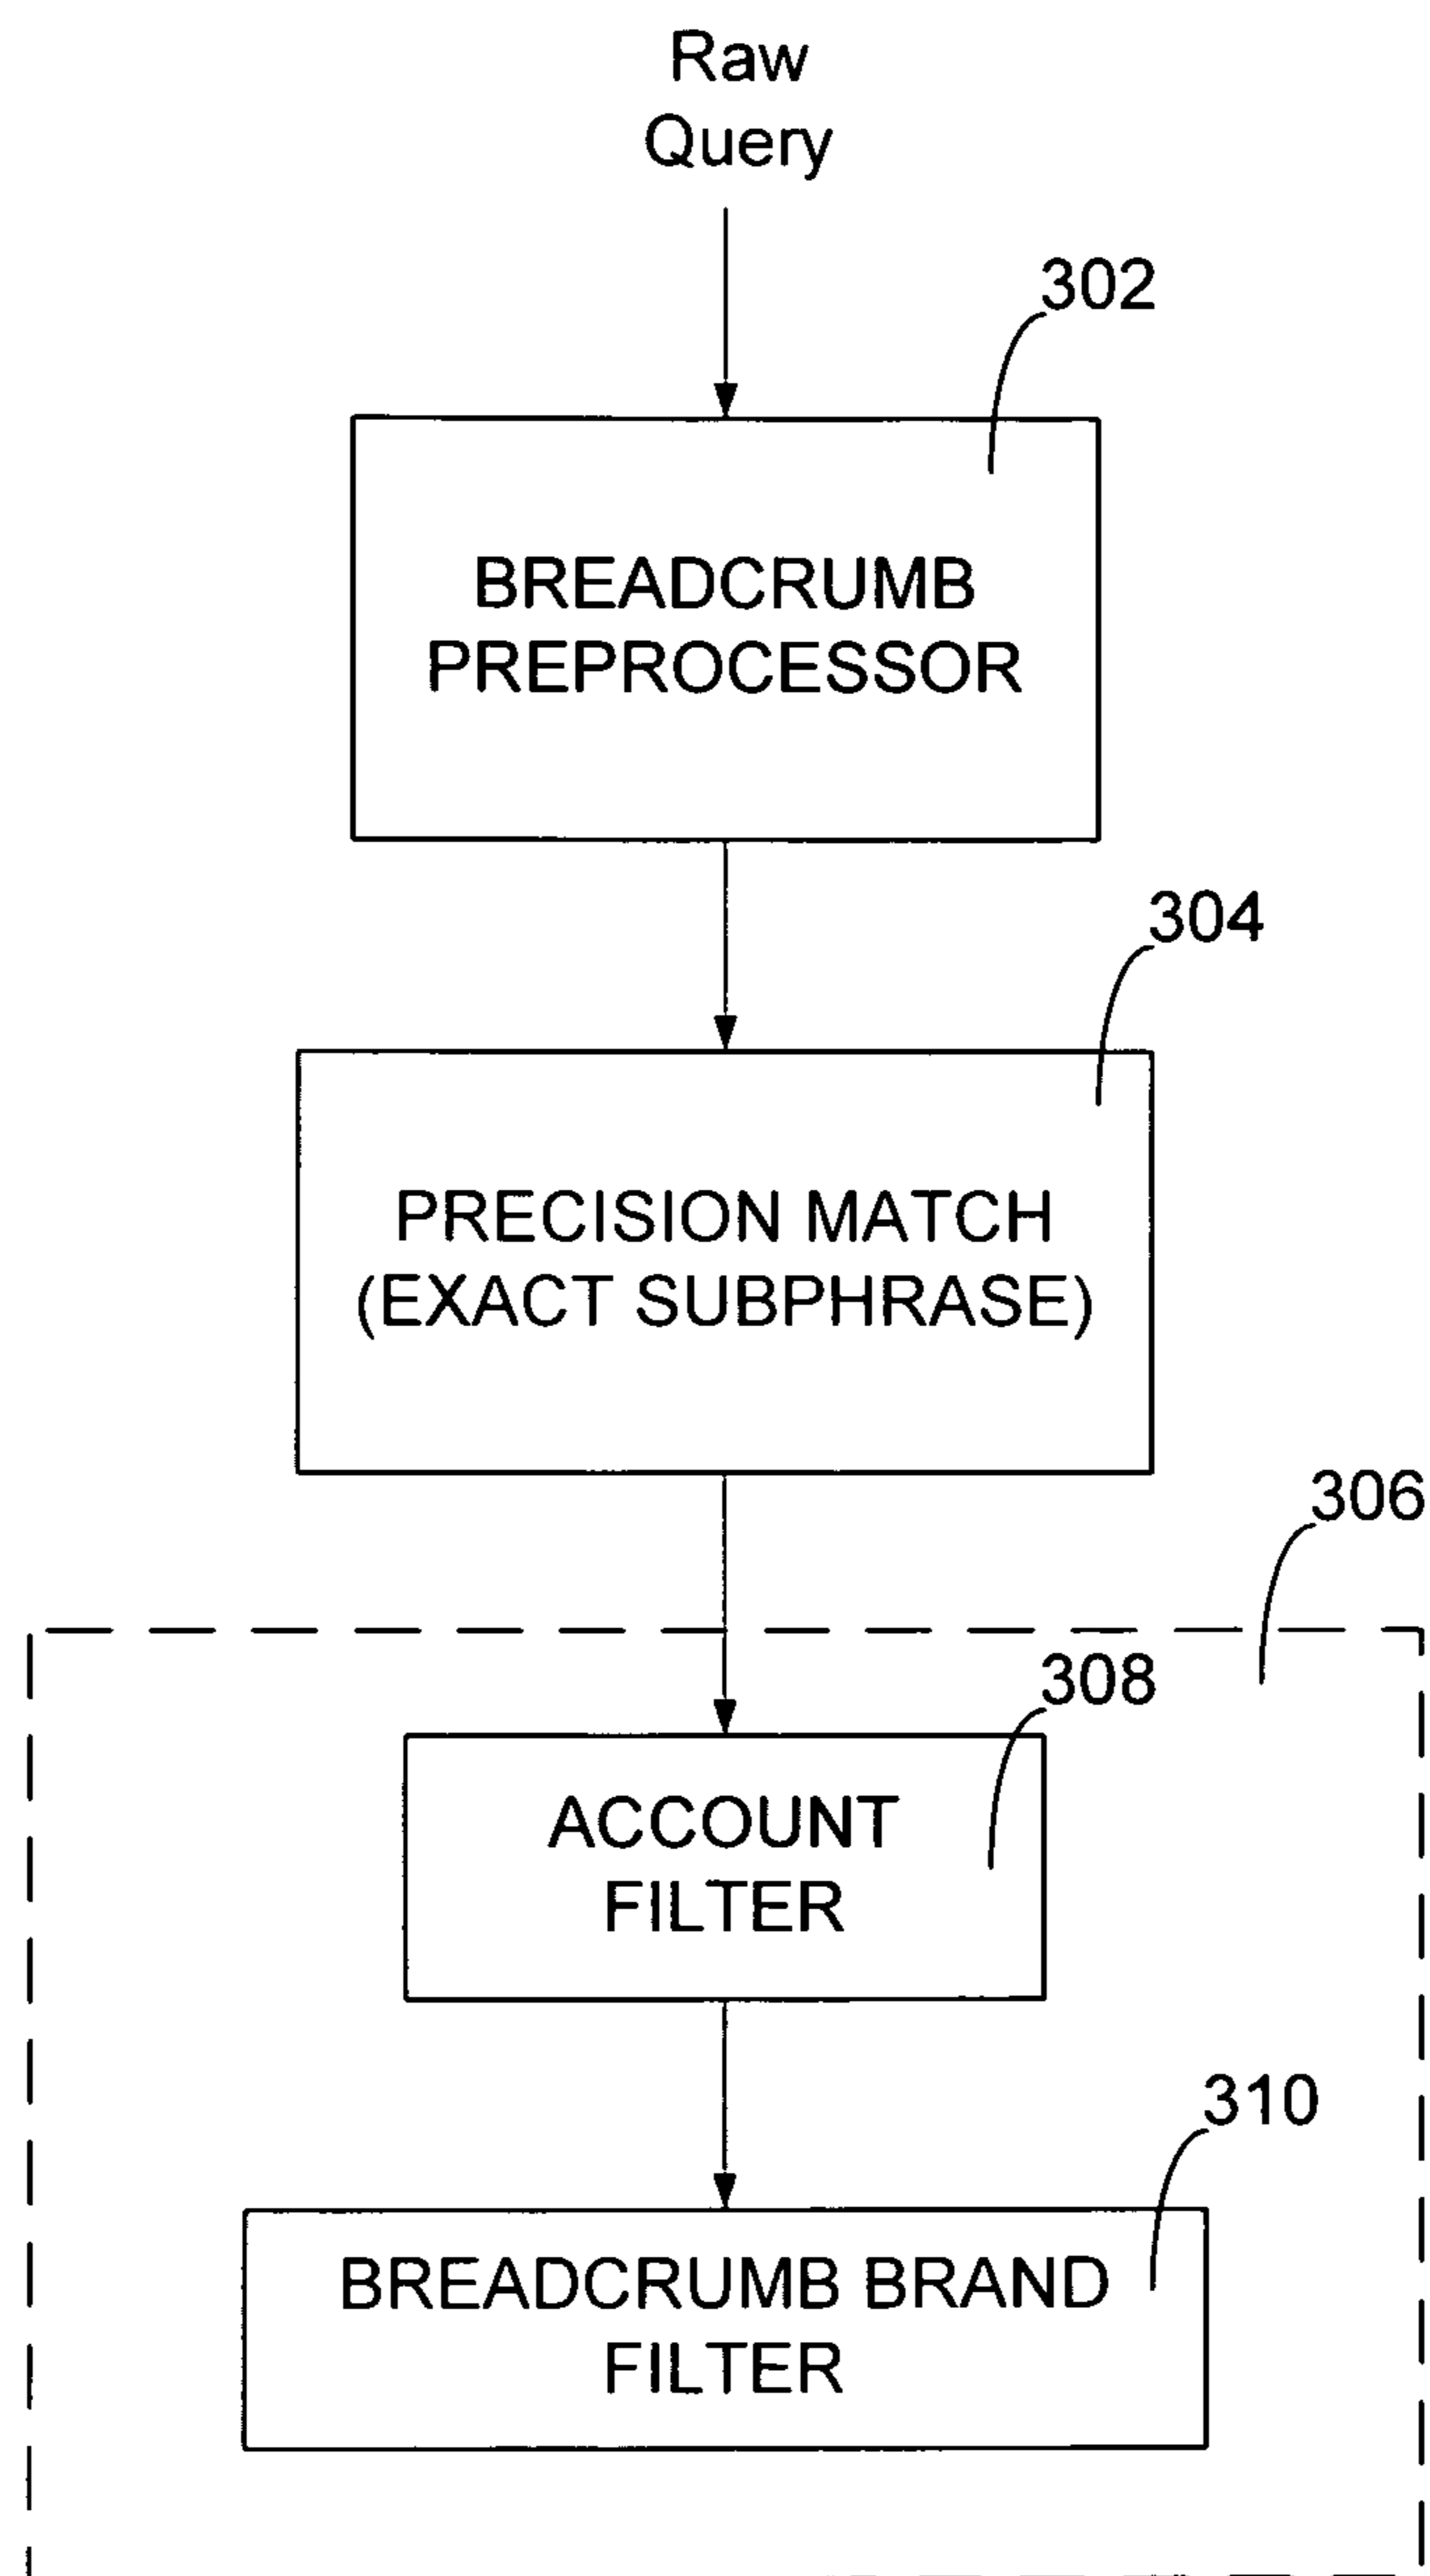 Raw
Query
302
BREADCRUMB
PREPROCESSOR
304
PRECISION MATCH
(EXACT SUBPHRASE)
306
308
ACCOUNT
FILTER
310
BREADCRUMB BRAND
FILTER